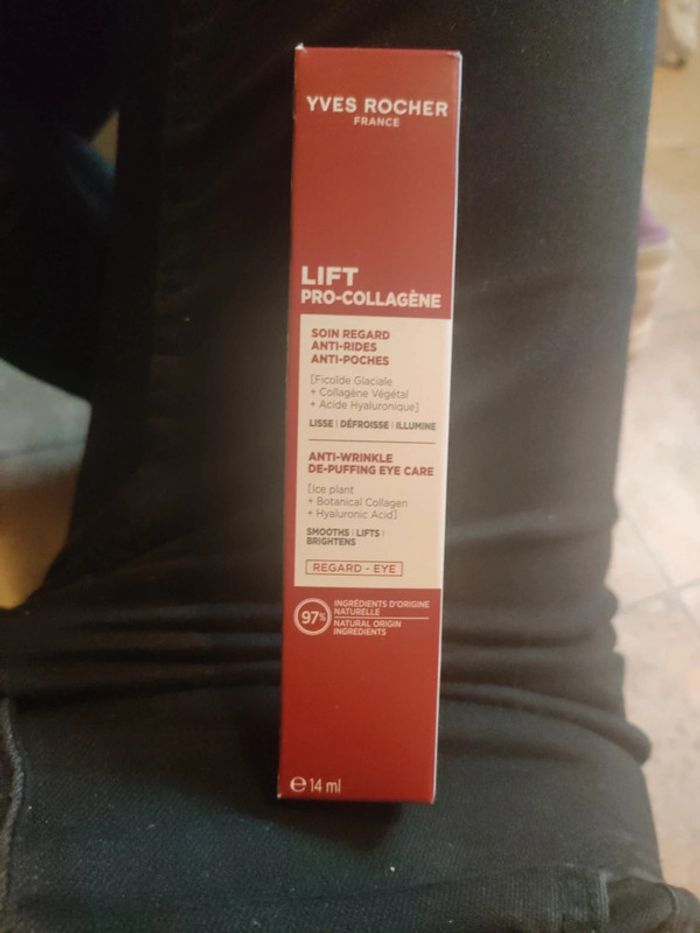 YVES ROCHER
FRANCE
LIFT
PRO-COLLAGÈNE
SOIN REGARD
ANTI-RIDES
ANTI-POCHES
[Ficoïde Glaciale
+ Collagène Végétal
+ Acide Hyaluronique]
LISSE | DÉFROISSE | ILLUMINE
ANTI-WRINKLE
DE-PUFFING EYE CARE
[Ice plant
+ Botanical Collagen
+ Hyaluronic Acid]
SMOOTHS | LIFTS |
BRIGHTENS
REGARD - EYE
97%
INGRÉDIENTS D'ORIGINE
NATURELLE
NATURAL ORIGIN
INGREDIENTS
℮ 14 ml